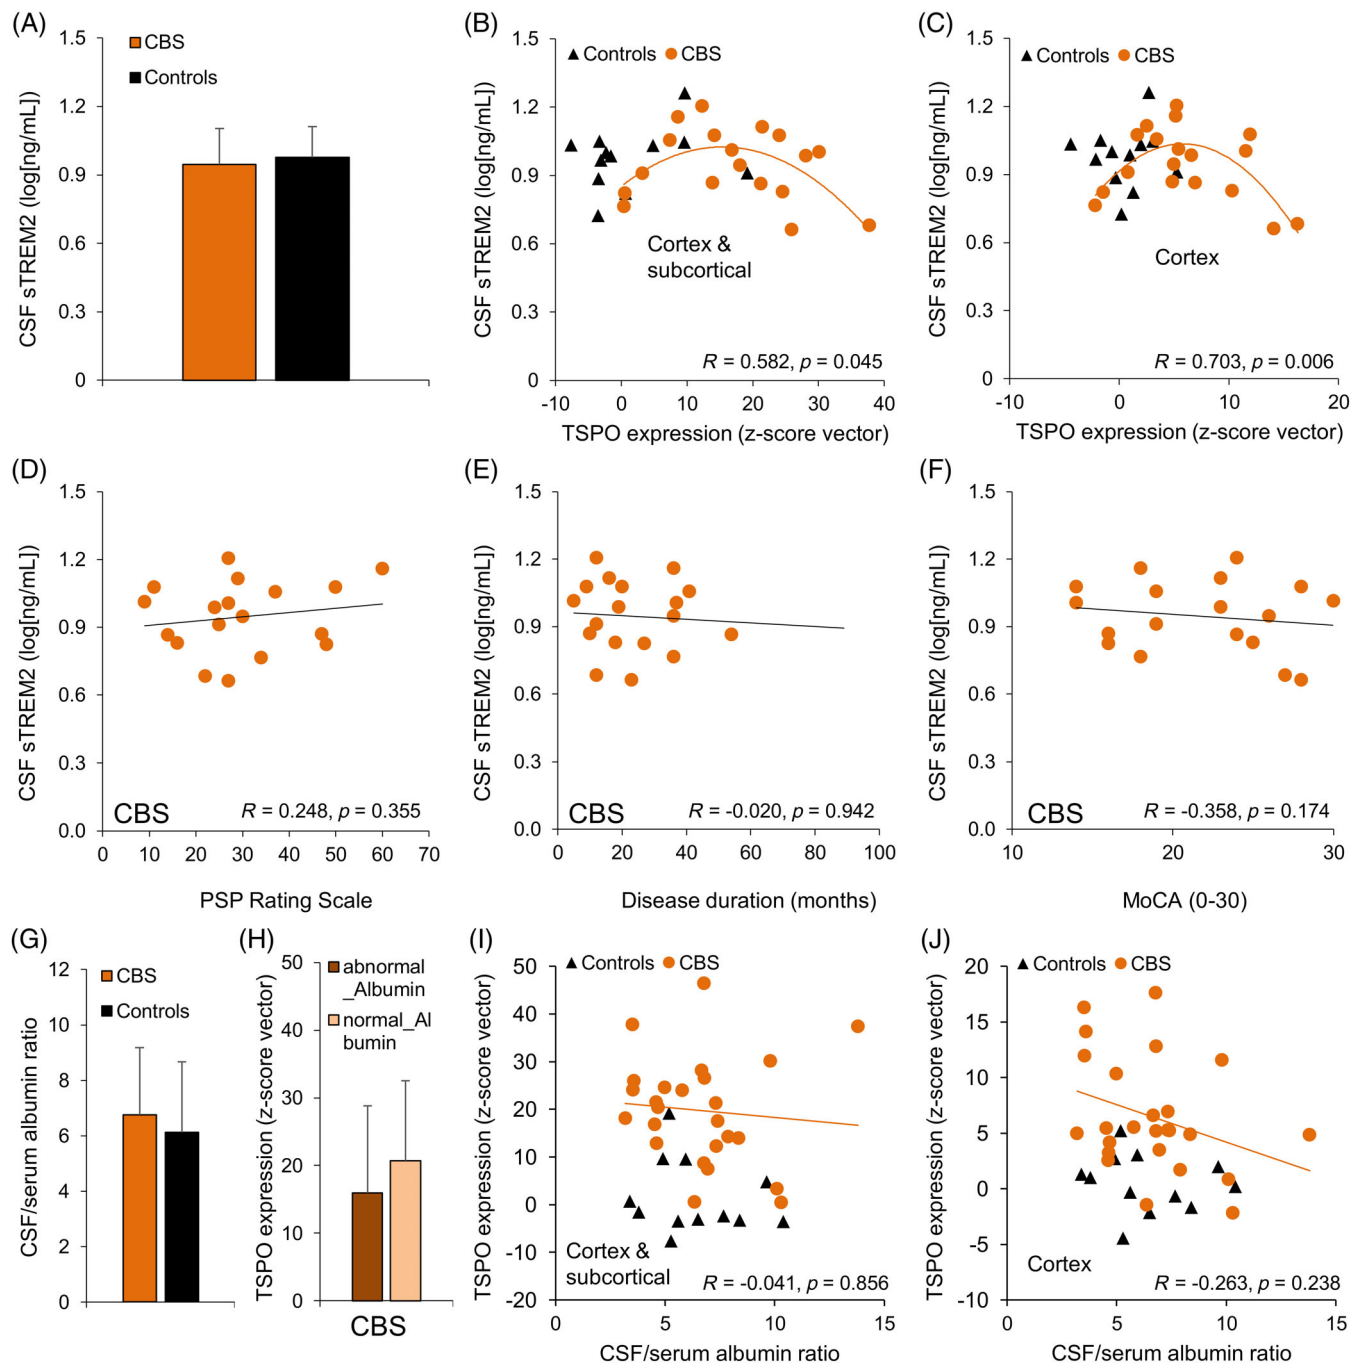 (A)
CSF sTREM2 (log[ng/mL])
1.5
1.2
0.9
0.6
0.3
0
CBS
Controls
(B)
CSF sTREM2 (log[ng/mL])
1.5
1.2
0.9
0.6
0.3
0
Controls CBS
Cortex &
subcortical
R = 0.582, p = 0.045
-10 0 10 20 30 40
TSPO expression (z-score vector)
(C)
CSF sTREM2 (log[ng/mL])
1.5
1.2
0.9
0.6
0.3
0
Controls CBS
Cortex
R = 0.703, p = 0.006
-10 0 10 20
TSPO expression (z-score vector)
(D)
CSF sTREM2 (log[ng/mL])
1.5
1.2
0.9
0.6
0.3
0.0
CBS
R = 0.248, p = 0.355
0 10 20 30 40 50 60 70
PSP Rating Scale
(E)
CSF sTREM2 (log[ng/mL])
1.5
1.2
0.9
0.6
0.3
0.0
CBS
R = -0.020, p = 0.942
0 20 40 60 80 100
Disease duration (months)
(F)
CSF sTREM2 (log[ng/mL])
1.5
1.2
0.9
0.6
0.3
0.0
CBS
R = -0.358, p = 0.174
10 20 30
MoCA (0-30)
(G)
CSF/serum albumin ratio
12
10
8
6
4
2
0
CBS
Controls
(H)
TSPO expression (z-score vector)
50
40
30
20
10
0
abnormal
_Albumin
normal_Al
bumin
CBS
(I)
TSPO expression (z-score vector)
50
40
30
20
10
0
-10
-20
Controls CBS
Cortex &
subcortical
R = -0.041, p = 0.856
0 5 10 15
CSF/serum albumin ratio
(J)
TSPO expression (z-score vector)
20
15
10
5
0
-5
-10
Controls CBS
Cortex
R = -0.263, p = 0.238
0 5 10 15
CSF/serum albumin ratio